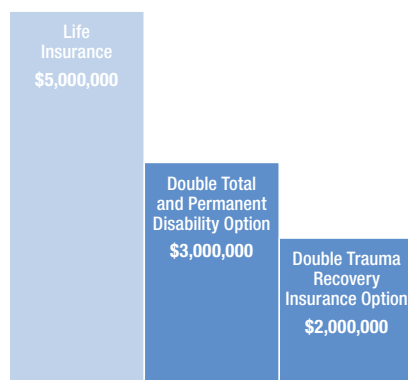 Life
Insurance
$5,000,000
Double Total
and Permanent
Disability Option
$3,000,000
Double Trauma
Recovery
Insurance Option
$2,000,000